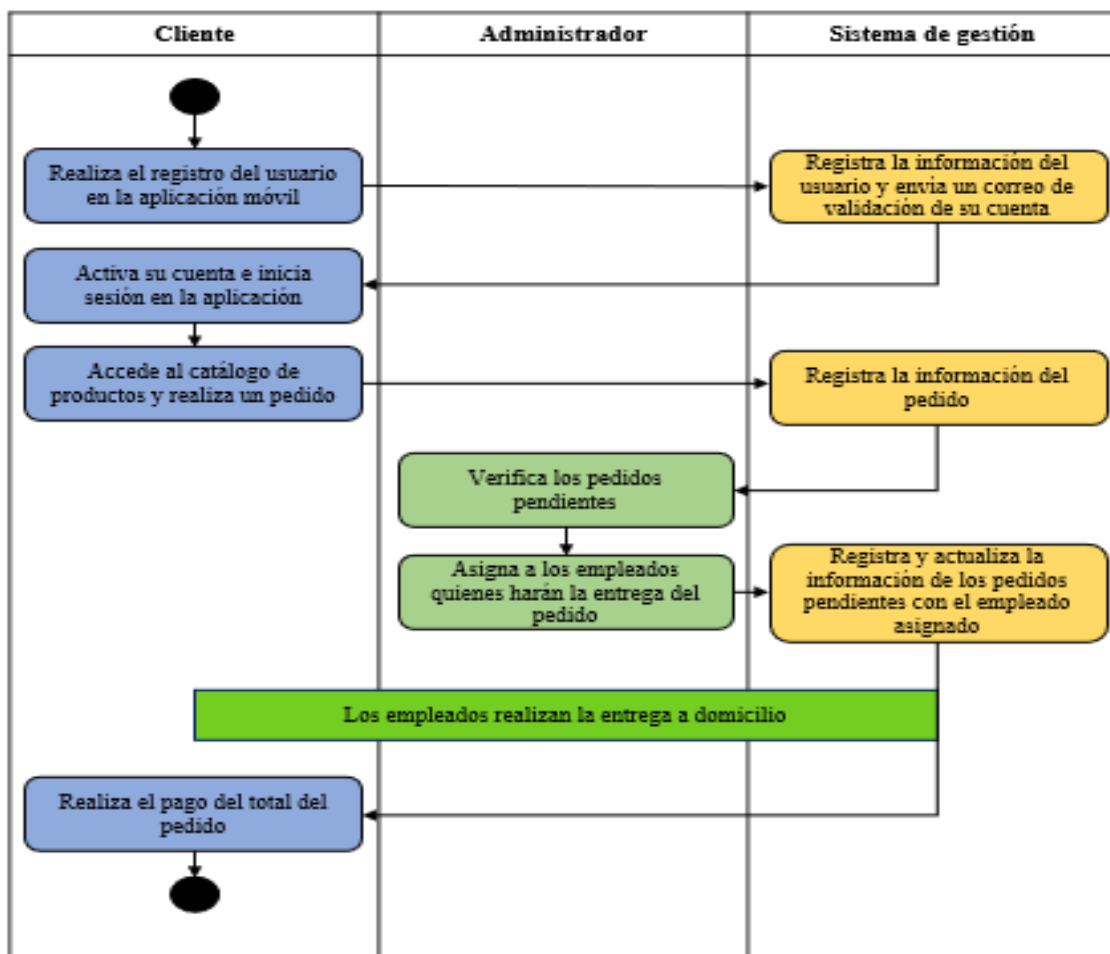 Cliente
Administrador
Sistema de gestión
Realiza el registro del usuario
en la aplicación móvil
Registra la información del
usuario y envía un correo de
validación de su cuenta
Activa su cuenta e inicia
sesión en la aplicación
Accede al catálogo de
productos y realiza un pedido
Registra la información del
pedido
Verifica los pedidos
pendientes
Asigna a los empleados
quienes harán la entrega del
pedido
Registra y actualiza la
información de los pedidos
pendientes con el empleado
asignado
Los empleados realizan la entrega a domicilio
Realiza el pago del total del
pedido